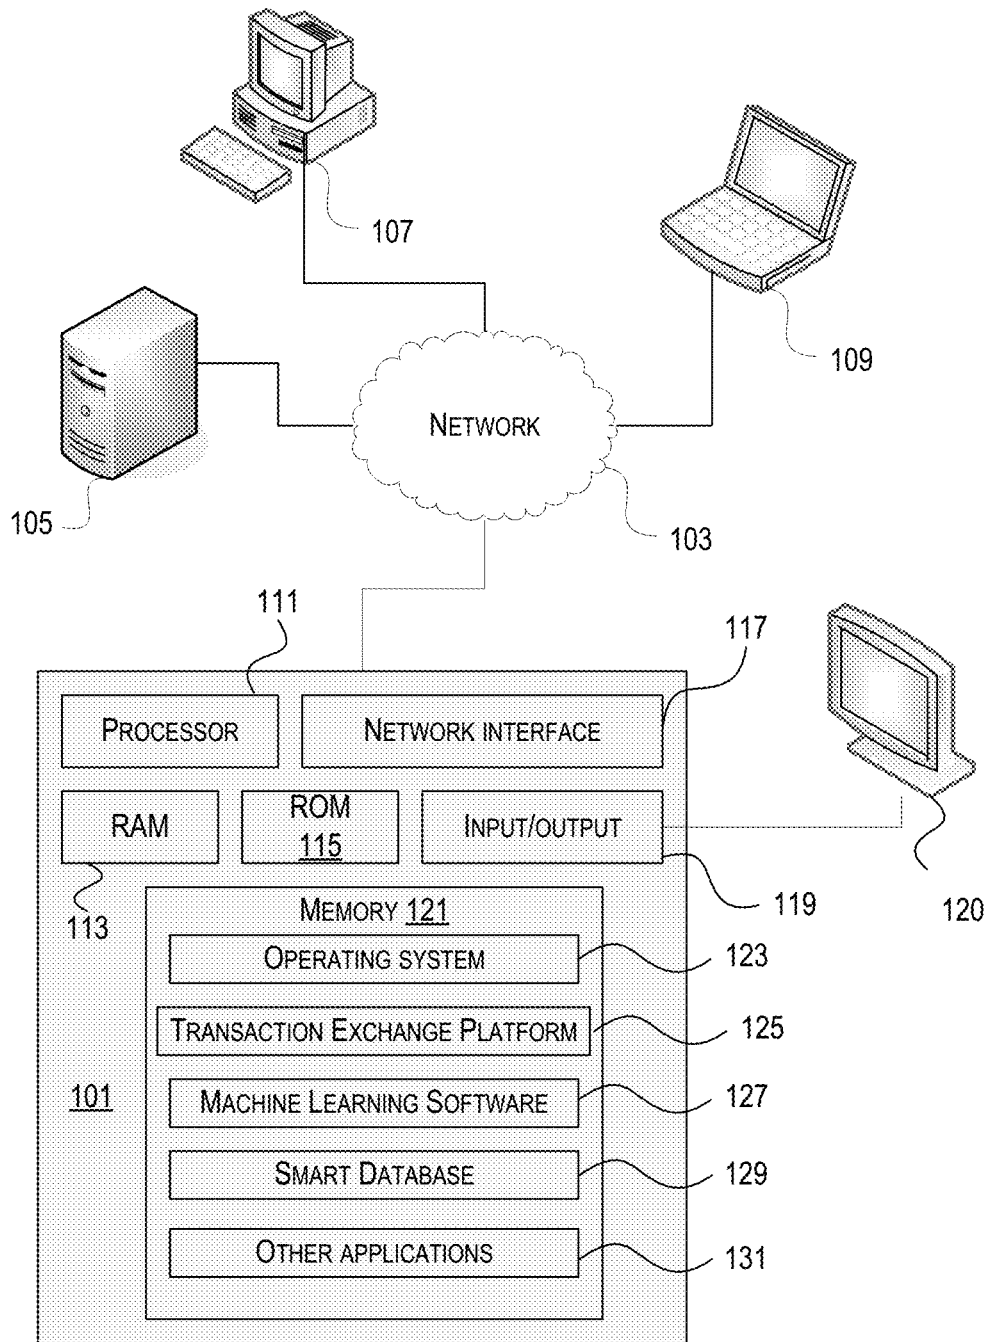 107
109
NETWORK
105
103
111
117
PROCESSOR
NETWORK INTERFACE
RAM
ROM
115
INPUT/OUTPUT
113
119
120
MEMORY 121
OPERATING SYSTEM
123
TRANSACTION EXCHANGE PLATFORM
125
101
MACHINE LEARNING SOFTWARE
127
SMART DATABASE
129
OTHER APPLICATIONS
131